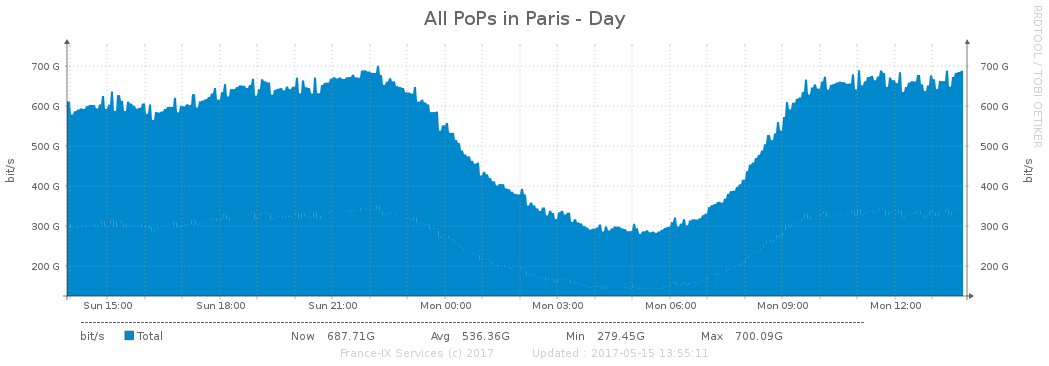 All PoPs in Paris - Day
RRDTOOL / TOBI OETIKER
700 G 700 G
600 G 600 G
500 G 500 G
400 G 400 G
300 G 300 G
200 G 200 G
bit/s
bit/s
Sun 15:00 Sun 18:00 Sun 21:00 Mon 00:00 Mon 03:00 Mon 06:00 Mon 09:00 Mon 12:00
bit/s Total Now 687.71G Avg 536.36G Min 279.45G Max 700.09G
France-IX Services (c) 2017 Updated : 2017-05-15 13:55:11